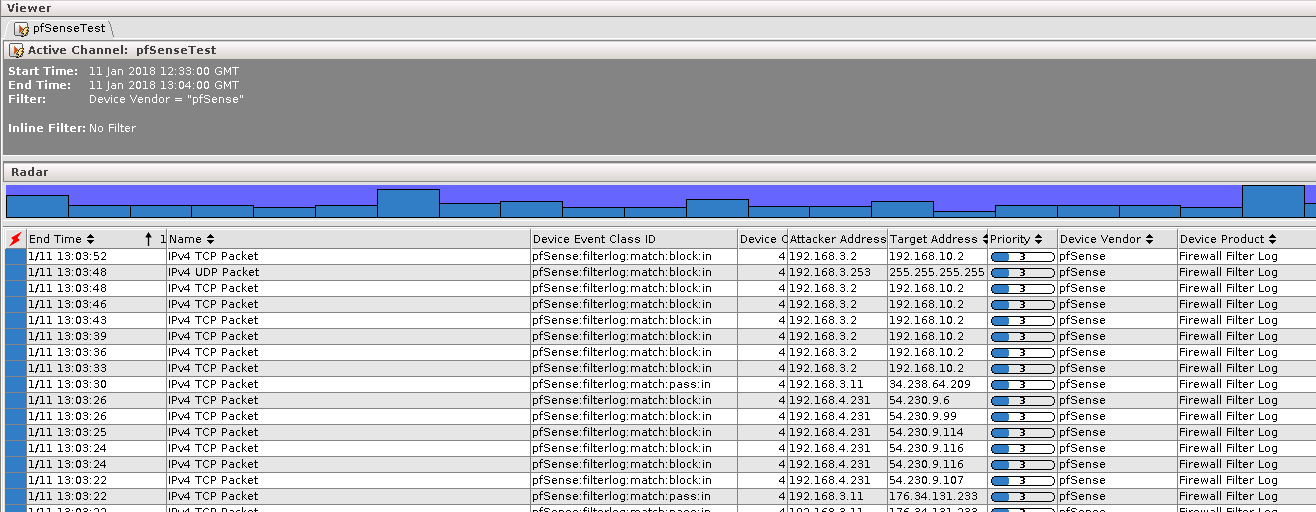 Viewer
pfSenseTest
Active Channel: pfSenseTest
Start Time: 11 Jan 2018 12:33:00 GMT
End Time: 11 Jan 2018 13:04:00 GMT
Filter: Device Vendor = "pfSense"
Inline Filter: No Filter
Radar
End Time 1 Name Device Event Class ID Device C Attacker Address Target Address Priority Device Vendor Device Product
1/11 13:03:52 IPv4 TCP Packet pfSense:filterlog:match:block:in 4 192.168.3.2 192.168.10.2 3 pfSense Firewall Filter Log
1/11 13:03:48 IPv4 UDP Packet pfSense:filterlog:match:block:in 4 192.168.3.253 255.255.255.255 3 pfSense Firewall Filter Log
1/11 13:03:48 IPv4 TCP Packet pfSense:filterlog:match:block:in 4 192.168.3.2 192.168.10.2 3 pfSense Firewall Filter Log
1/11 13:03:46 IPv4 TCP Packet pfSense:filterlog:match:block:in 4 192.168.3.2 192.168.10.2 3 pfSense Firewall Filter Log
1/11 13:03:43 IPv4 TCP Packet pfSense:filterlog:match:block:in 4 192.168.3.2 192.168.10.2 3 pfSense Firewall Filter Log
1/11 13:03:39 IPv4 TCP Packet pfSense:filterlog:match:block:in 4 192.168.3.2 192.168.10.2 3 pfSense Firewall Filter Log
1/11 13:03:36 IPv4 TCP Packet pfSense:filterlog:match:block:in 4 192.168.3.2 192.168.10.2 3 pfSense Firewall Filter Log
1/11 13:03:33 IPv4 TCP Packet pfSense:filterlog:match:block:in 4 192.168.3.2 192.168.10.2 3 pfSense Firewall Filter Log
1/11 13:03:30 IPv4 TCP Packet pfSense:filterlog:match:pass:in 4 192.168.3.11 34.238.64.209 3 pfSense Firewall Filter Log
1/11 13:03:26 IPv4 TCP Packet pfSense:filterlog:match:block:in 4 192.168.4.231 54.230.9.6 3 pfSense Firewall Filter Log
1/11 13:03:26 IPv4 TCP Packet pfSense:filterlog:match:block:in 4 192.168.4.231 54.230.9.99 3 pfSense Firewall Filter Log
1/11 13:03:25 IPv4 TCP Packet pfSense:filterlog:match:block:in 4 192.168.4.231 54.230.9.114 3 pfSense Firewall Filter Log
1/11 13:03:24 IPv4 TCP Packet pfSense:filterlog:match:block:in 4 192.168.4.231 54.230.9.116 3 pfSense Firewall Filter Log
1/11 13:03:24 IPv4 TCP Packet pfSense:filterlog:match:block:in 4 192.168.4.231 54.230.9.116 3 pfSense Firewall Filter Log
1/11 13:03:22 IPv4 TCP Packet pfSense:filterlog:match:block:in 4 192.168.4.231 54.230.9.107 3 pfSense Firewall Filter Log
1/11 13:03:22 IPv4 TCP Packet pfSense:filterlog:match:pass:in 4 192.168.3.11 176.34.131.233 3 pfSense Firewall Filter Log